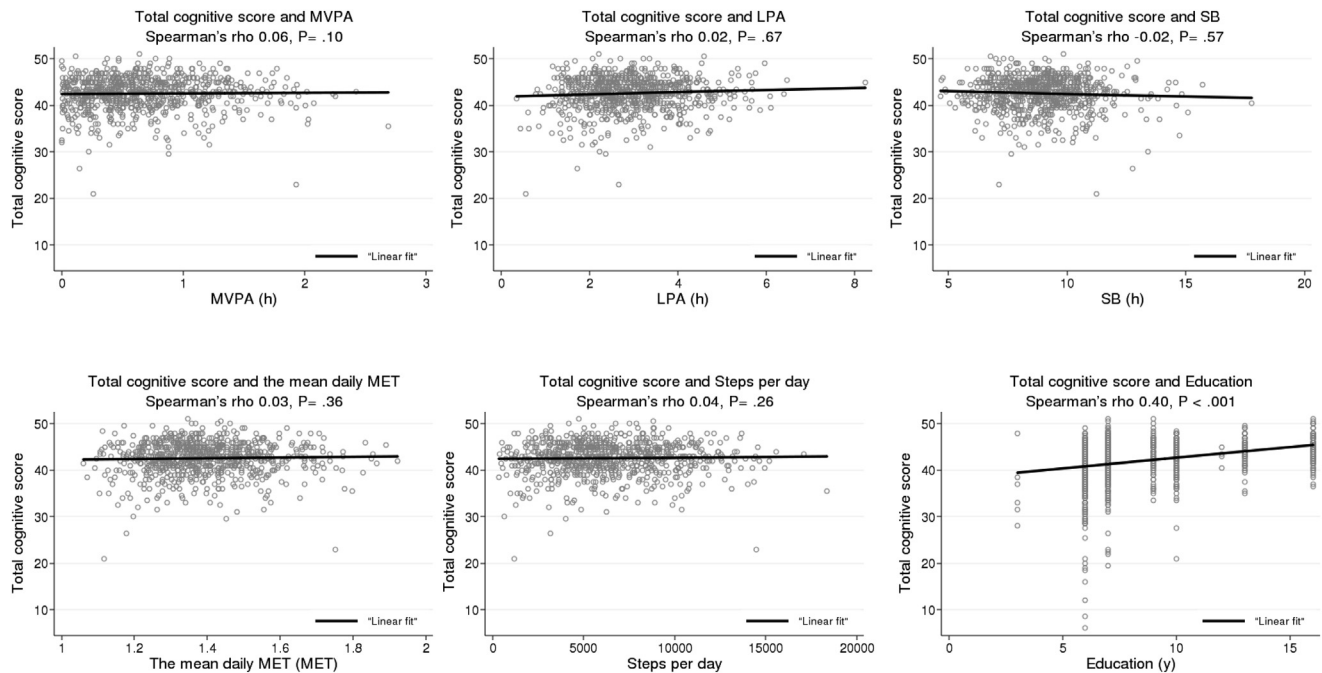 Total cognitive score and MVPA
Spearman's rho 0.06, P= .10
Total cognitive score
50
40
30
20
10
"Linear fit"
0 1 2 3
MVPA (h)
Total cognitive score and LPA
Spearman's rho 0.02, P= .67
Total cognitive score
50
40
30
20
10
"Linear fit"
0 2 4 6 8
LPA (h)
Total cognitive score and SB
Spearman's rho -0.02, P= .57
Total cognitive score
50
40
30
20
10
"Linear fit"
5 10 15 20
SB (h)
Total cognitive score and the mean daily MET
Spearman's rho 0.03, P= .36
Total cognitive score
50
40
30
20
10
"Linear fit"
1 1.2 1.4 1.6 1.8 2
The mean daily MET (MET)
Total cognitive score and Steps per day
Spearman's rho 0.04, P= .26
Total cognitive score
50
40
30
20
10
"Linear fit"
0 5000 10000 15000 20000
Steps per day
Total cognitive score and Education
Spearman's rho 0.40, P < .001
Total cognitive score
50
40
30
20
10
"Linear fit"
0 5 10 15
Education (y)